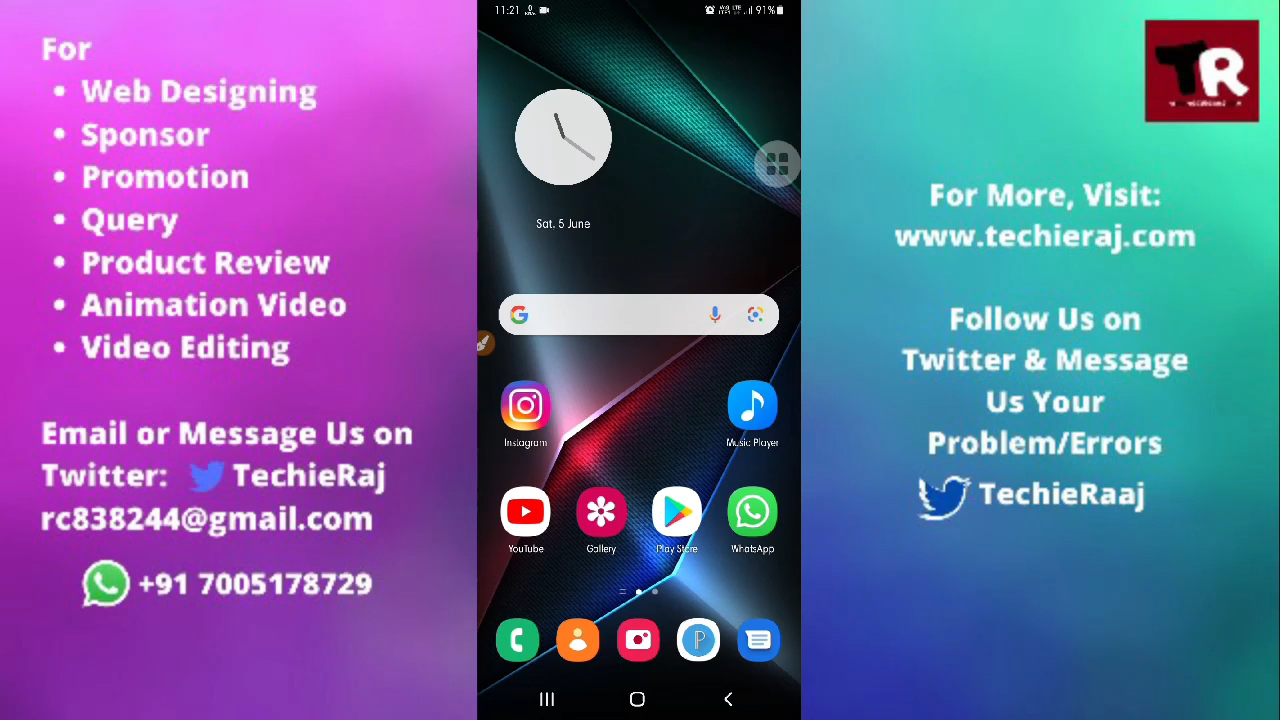 For
• Web Designing
• Sponsor
• Promotion
• Query
• Product Review
• Animation Video
• Video Editing
Email or Message Us on
Twitter: TechieRaj
rc838244@gmail.com
+91 7005178729
11:21
91%
Sat, 5 June
Instagram
Music Player
YouTube
Gallery
Play Store
WhatsApp
TR
For More, Visit:
www.techieraj.com
Follow Us on
Twitter & Message
Us Your
Problem/Errors
TechieRaaj